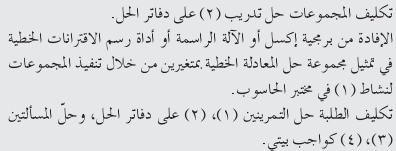 تكليف المجموعات حل تدريب (٢) على دفاتر الحل.
الإفادة من برمجية إكسل أو الآلة الراسمة أو أداة رسم الاقترانات الخطية
في تمثيل مجموعة حل المعادلة الخطية بمتغيرين من خلال تنفيذ المجموعات
لنشاط (١) في مختبر الحاسوب.
تكليف الطلبة حل التمرينين (١)، (٢) على دفاتر الحل، وحلّ المسألتين
(٣)، (٤) كواجب بيتي.